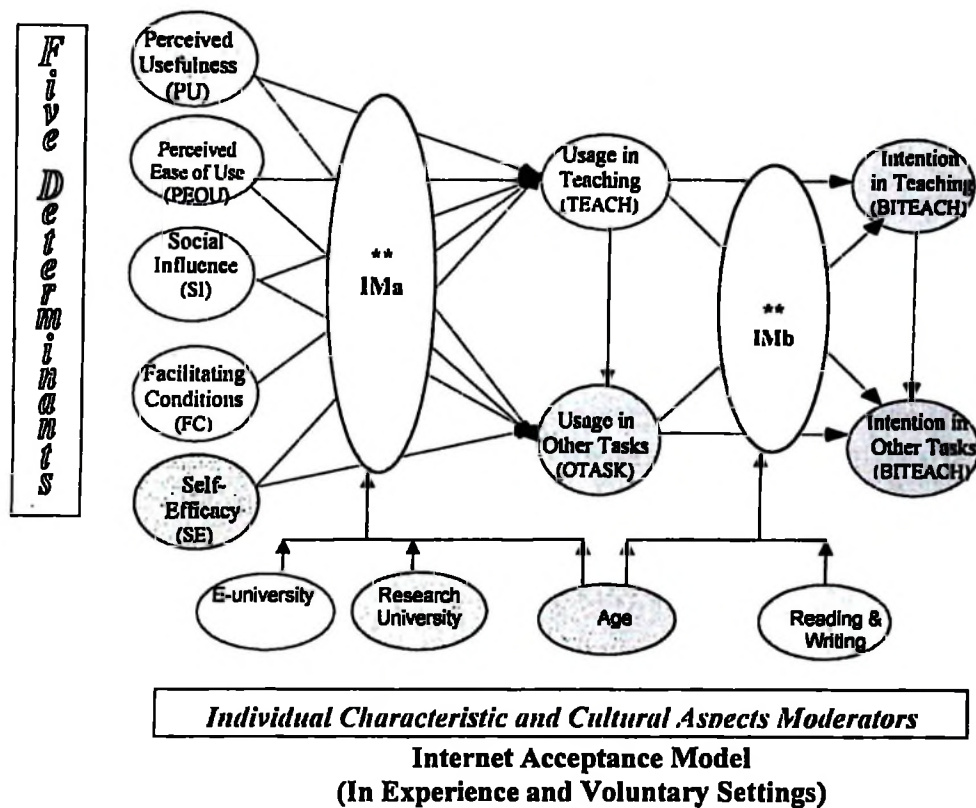 Five Determinants
Perceived
Usefulness
(PU)
Perceived
Ease of Use
(PEOU)
Social
Influence
(SI)
Facilitating
Conditions
(FC)
Self-
Efficacy
(SE)
**
IMa
Usage in
Teaching
(TEACH)
Usage in
Other Tasks
(OTASK)
**
IMb
Intention
in Teaching
(BITEACH)
Intention in
Other Tasks
(BITEACH)
E-university
Research
University
Age
Reading &
Writing
Individual Characteristic and Cultural Aspects Moderators
Internet Acceptance Model
(In Experience and Voluntary Settings)